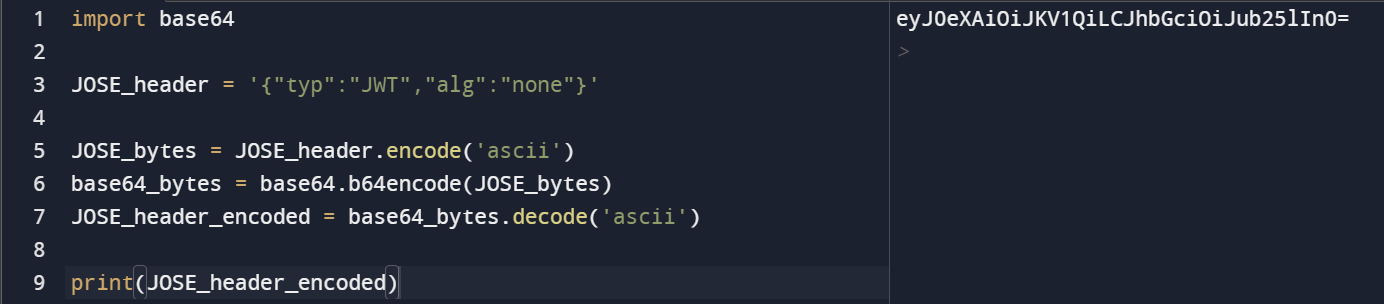 1 import base64
2
3 JOSE_header = '{"typ":"JWT","alg":"none"}'
4
5 JOSE_bytes = JOSE_header.encode('ascii')
6 base64_bytes = base64.b64encode(JOSE_bytes)
7 JOSE_header_encoded = base64_bytes.decode('ascii')
8
9 print(JOSE_header_encoded)
eyJ0eXAiOiJKV1QiLCJhbGciOiJub25lIn0=
>